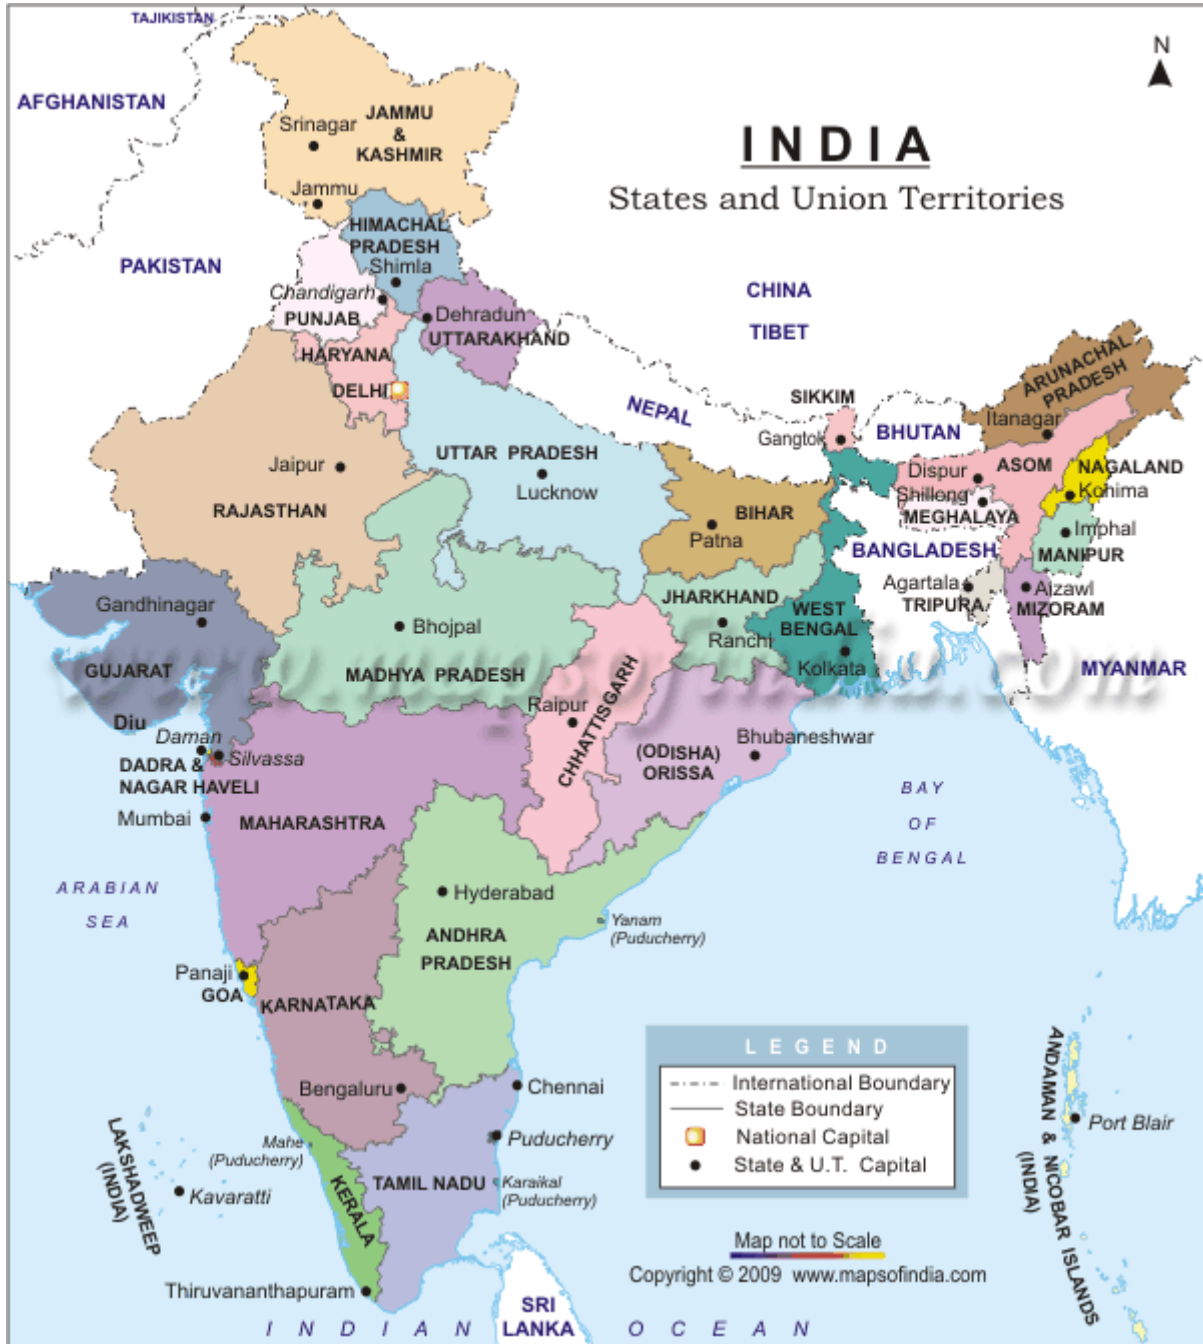 TAJIKISTAN
AFGHANISTAN
N
JAMMU
&
KASHMIR
Srinagar
Jammu
INDIA
States and Union Territories
HIMACHAL
PRADESH
Shimla
PAKISTAN
Chandigarh
PUNJAB
Dehradun
UTTARAKHAND
CHINA
TIBET
HARYANA
DELHI
ARUNACHAL
PRADESH
Itanagar
NEPAL
SIKKIM
Gangtok
BHUTAN
UTTAR PRADESH
Lucknow
Jaipur
RAJASTHAN
Dispur
ASOM
NAGALAND
Kohima
Shillong
MEGHALAYA
BIHAR
Patna
BANGLADESH
Imphal
MANIPUR
Agartala
TRIPURA
Aizawl
MIZORAM
Gandhinagar
GUJARAT
Bhojpal
MADHYA PRADESH
JHARKHAND
Ranchi
WEST
BENGAL
Kolkata
MYANMAR
www.mapsofindia.com
Diu
Daman
Silvassa
DADRA &
NAGAR HAVELI
Mumbai
MAHARASHTRA
Raipur
CHHATTISGARH
(ODISHA)
ORISSA
Bhubaneshwar
BAY
OF
BENGAL
ARABIAN
SEA
Hyderabad
ANDHRA
PRADESH
Yanam
(Puducherry)
Panaji
GOA
KARNATAKA
Bengaluru
Chennai
LEGEND
International Boundary
State Boundary
National Capital
State & U.T. Capital
ANDAMAN & NICOBAR ISLANDS
(INDIA)
Port Blair
LAKSHADWEEP
(INDIA)
Kavaratti
Mahe
(Puducherry)
Puducherry
Karaikal
(Puducherry)
KERALA
TAMIL NADU
Thiruvananthapuram
Map not to Scale
Copyright © 2009 www.mapsofindia.com
SRI
LANKA
INDIAN OCEAN